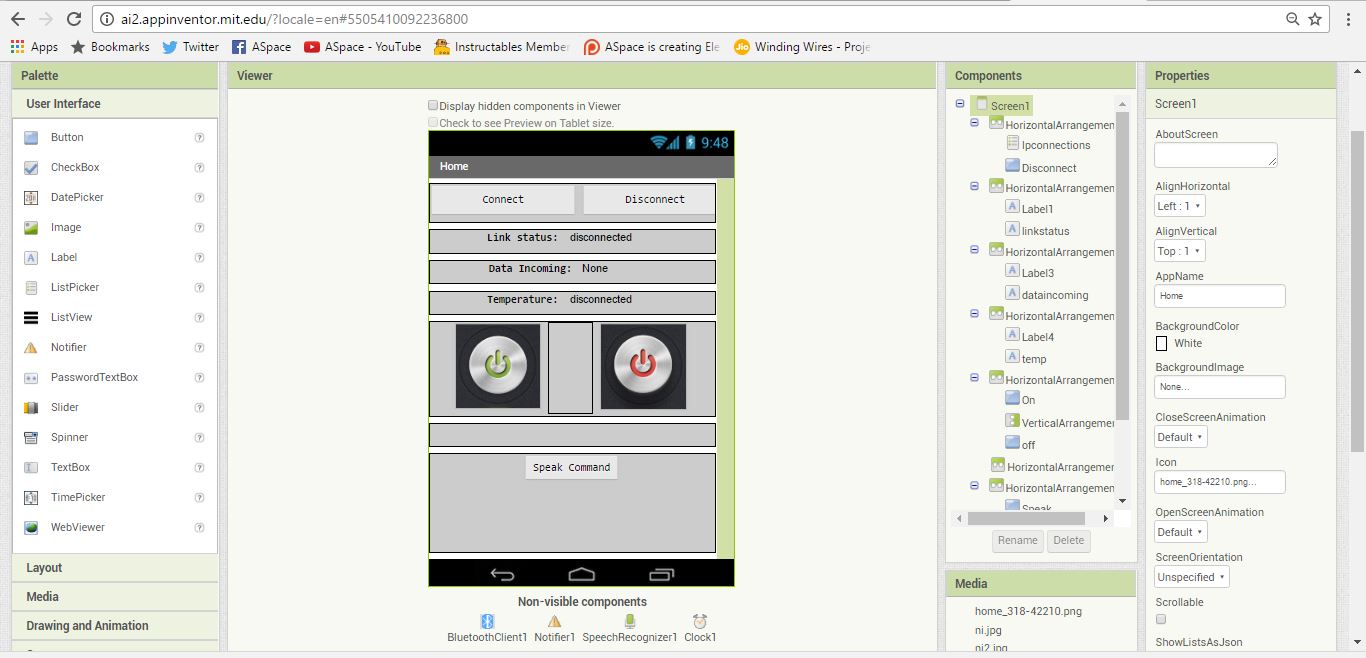 ai2.appinventor.mit.edu/?locale=en#5505410092236800
Apps Bookmarks Twitter ASpace ASpace - YouTube Instructables Member ASpace is creating Ele Jio Winding Wires - Proje
Palette
User Interface
Button ?
CheckBox ?
DatePicker ?
Image ?
Label ?
ListPicker ?
ListView ?
Notifier ?
PasswordTextBox ?
Slider ?
Spinner ?
TextBox ?
TimePicker ?
WebViewer ?
Layout
Media
Drawing and Animation
Viewer
Display hidden components in Viewer
Check to see Preview on Tablet size.
9:48
Home
Connect Disconnect
Link status: disconnected
Data Incoming: None
Temperature: disconnected
Speak Command
Non-visible components
BluetoothClient1 Notifier1 SpeechRecognizer1 Clock1
Components
Screen1
HorizontalArrangemen
Ipconnections
Disconnect
HorizontalArrangemen
Label1
linkstatus
HorizontalArrangemen
Label3
dataincoming
HorizontalArrangemen
Label4
temp
HorizontalArrangemen
On
VerticalArrangemen
off
HorizontalArrangemen
HorizontalArrangemen
Speak
Rename Delete
Media
home_318-42210.png
ni.jpg
ni2.jpg
Properties
Screen1
AboutScreen
AlignHorizontal
Left : 1
AlignVertical
Top : 1
AppName
Home
BackgroundColor
White
BackgroundImage
None...
CloseScreenAnimation
Default
Icon
home_318-42210.png...
OpenScreenAnimation
Default
ScreenOrientation
Unspecified
Scrollable
ShowListsAsJson